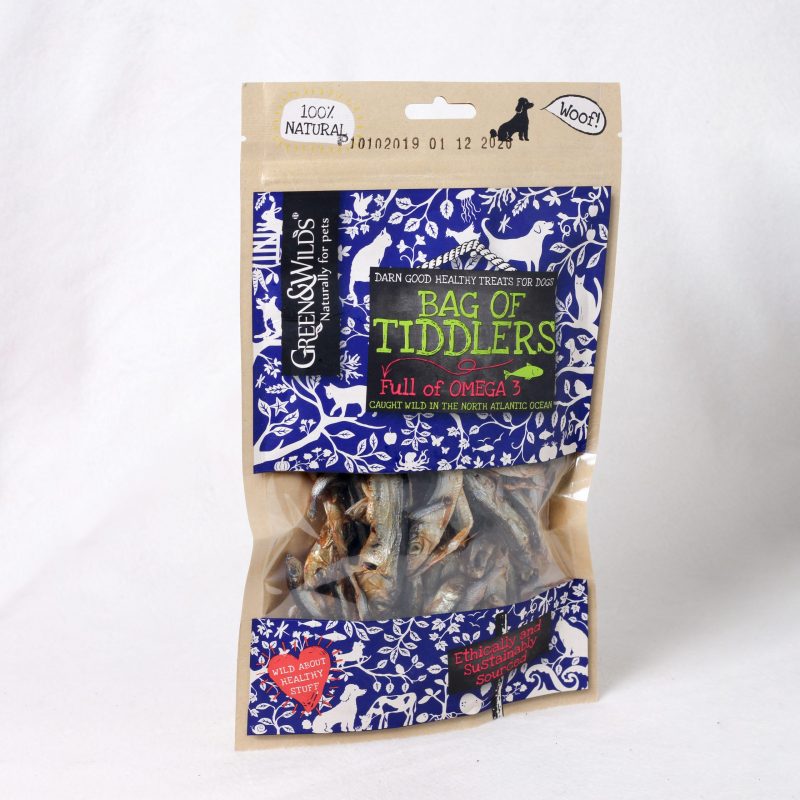 100%
NATURAL
Woof!
P10102019 01 12 2020
GREEN&WILDS®
Naturally for pets
DARN GOOD HEALTHY TREATS FOR DOGS
BAG OF
TIDDLERS
Full of OMEGA 3
CAUGHT WILD IN THE NORTH ATLANTIC OCEAN
WILD ABOUT
HEALTHY
STUFF
Ethically and
Sustainably
sourced